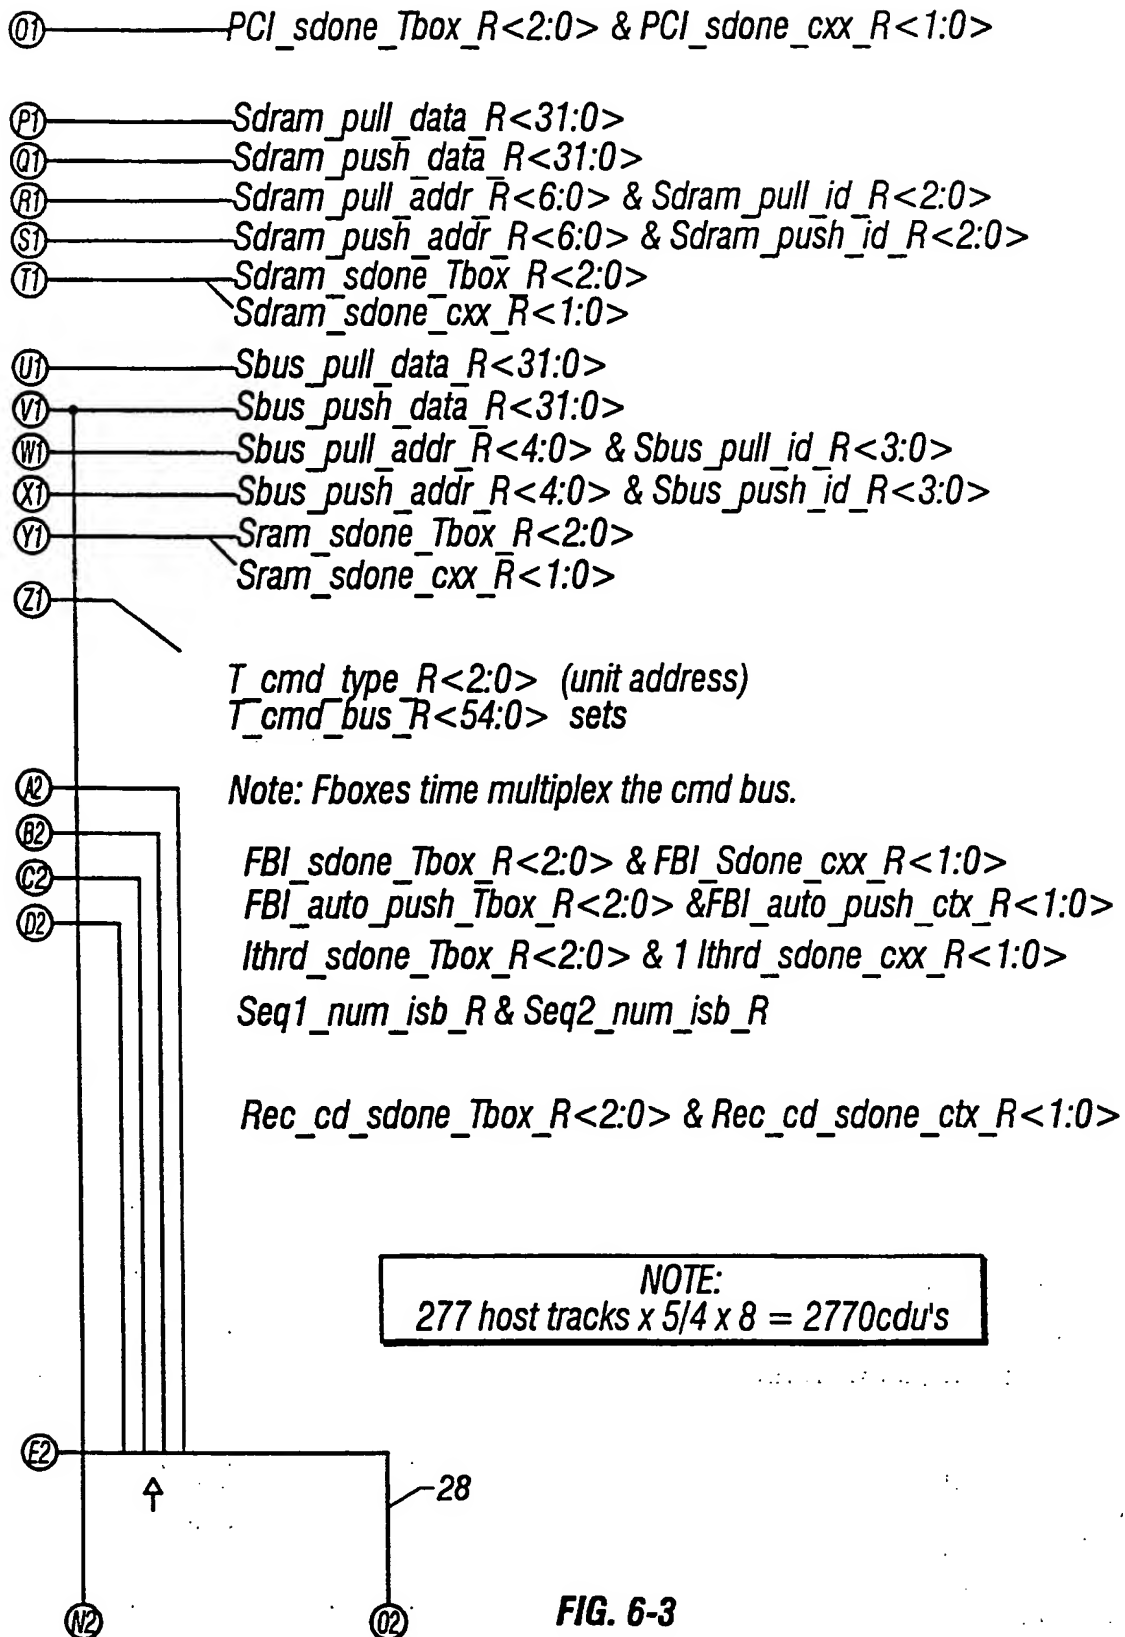 O1 PCI_sdone_Tbox_R<2:0> & PCI_sdone_cxx_R<1:0>
P1 Sdram_pull_data_R<31:0>
Q1 Sdram_push_data_R<31:0>
R1 Sdram_pull_addr_R<6:0> & Sdram_pull_id_R<2:0>
S1 Sdram_push_addr_R<6:0> & Sdram_push_id_R<2:0>
T1 Sdram_sdone_Tbox_R<2:0>
Sdram_sdone_cxx_R<1:0>
U1 Sbus_pull_data_R<31:0>
V1 Sbus_push_data_R<31:0>
W1 Sbus_pull_addr_R<4:0> & Sbus_pull_id_R<3:0>
X1 Sbus_push_addr_R<4:0> & Sbus_push_id_R<3:0>
Y1 Sram_sdone_Tbox_R<2:0>
Sram_sdone_cxx_R<1:0>
Z1
T_cmd_type_R<2:0> (unit address)
T_cmd_bus_R<54:0> sets
A2 Note: Fboxes time multiplex the cmd bus.
B2
FBI_sdone_Tbox_R<2:0> & FBI_Sdone_cxx_R<1:0>
C2
FBI_auto_push_Tbox_R<2:0> &FBI_auto_push_ctx_R<1:0>
D2
Ithrd_sdone_Tbox_R<2:0> & 1 Ithrd_sdone_cxx_R<1:0>
Seq1_num_isb_R & Seq2_num_isb_R
Rec_cd_sdone_Tbox_R<2:0> & Rec_cd_sdone_ctx_R<1:0>
NOTE:
277 host tracks x 5/4 x 8 = 2770cdu's
E2
28
N2 O2
FIG. 6-3